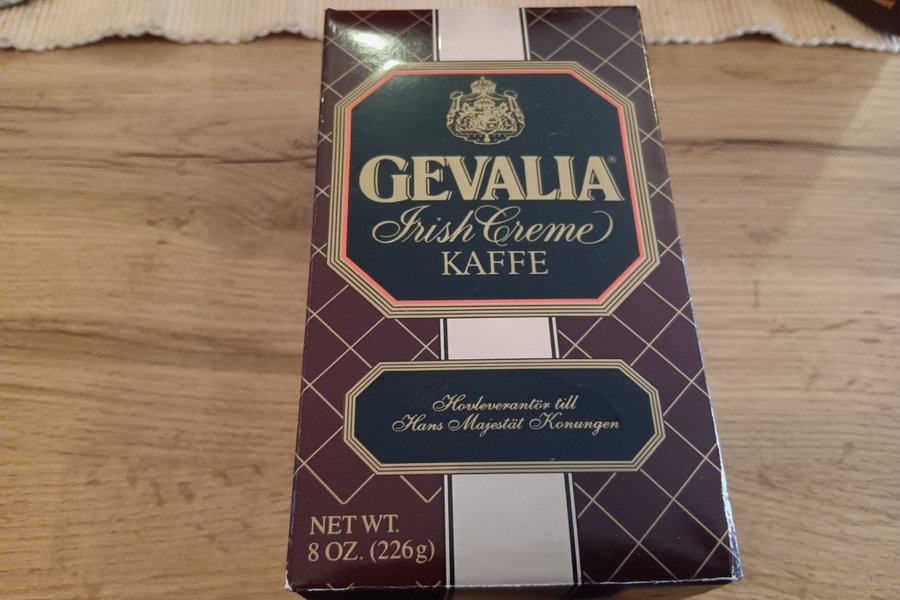 GEVALIA®
Irish Creme
KAFFE
Hovleverantör till
Hans Majestät Konungen
NET WT.
8 OZ. (226g)